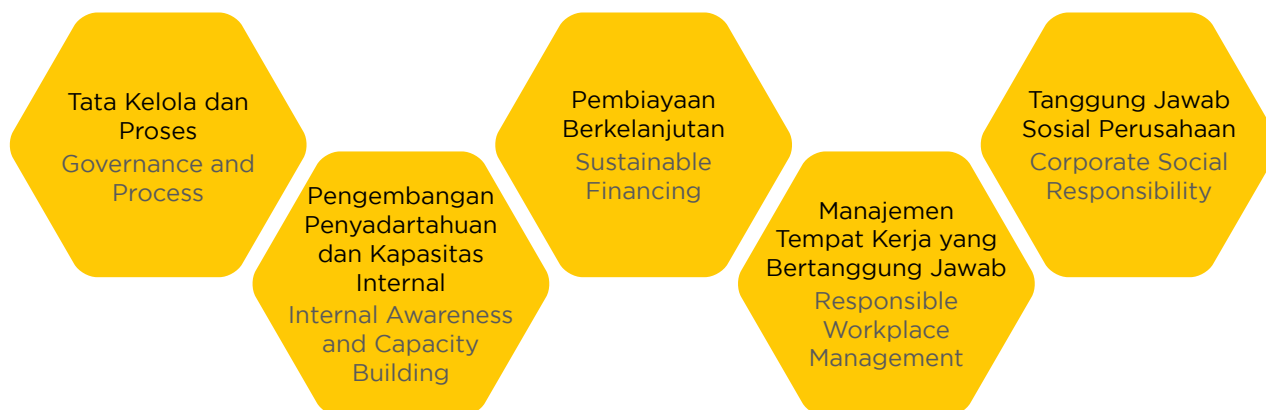 Tata Kelola dan
Proses
Governance and
Process
Pengembangan
Penyadartahuan
dan Kapasitas
Internal
Internal Awareness
and Capacity
Building
Pembiayaan
Berkelanjutan
Sustainable
Financing
Manajemen
Tempat Kerja yang
Bertanggung Jawab
Responsible
Workplace
Management
Tanggung Jawab
Sosial Perusahaan
Corporate Social
Responsibility